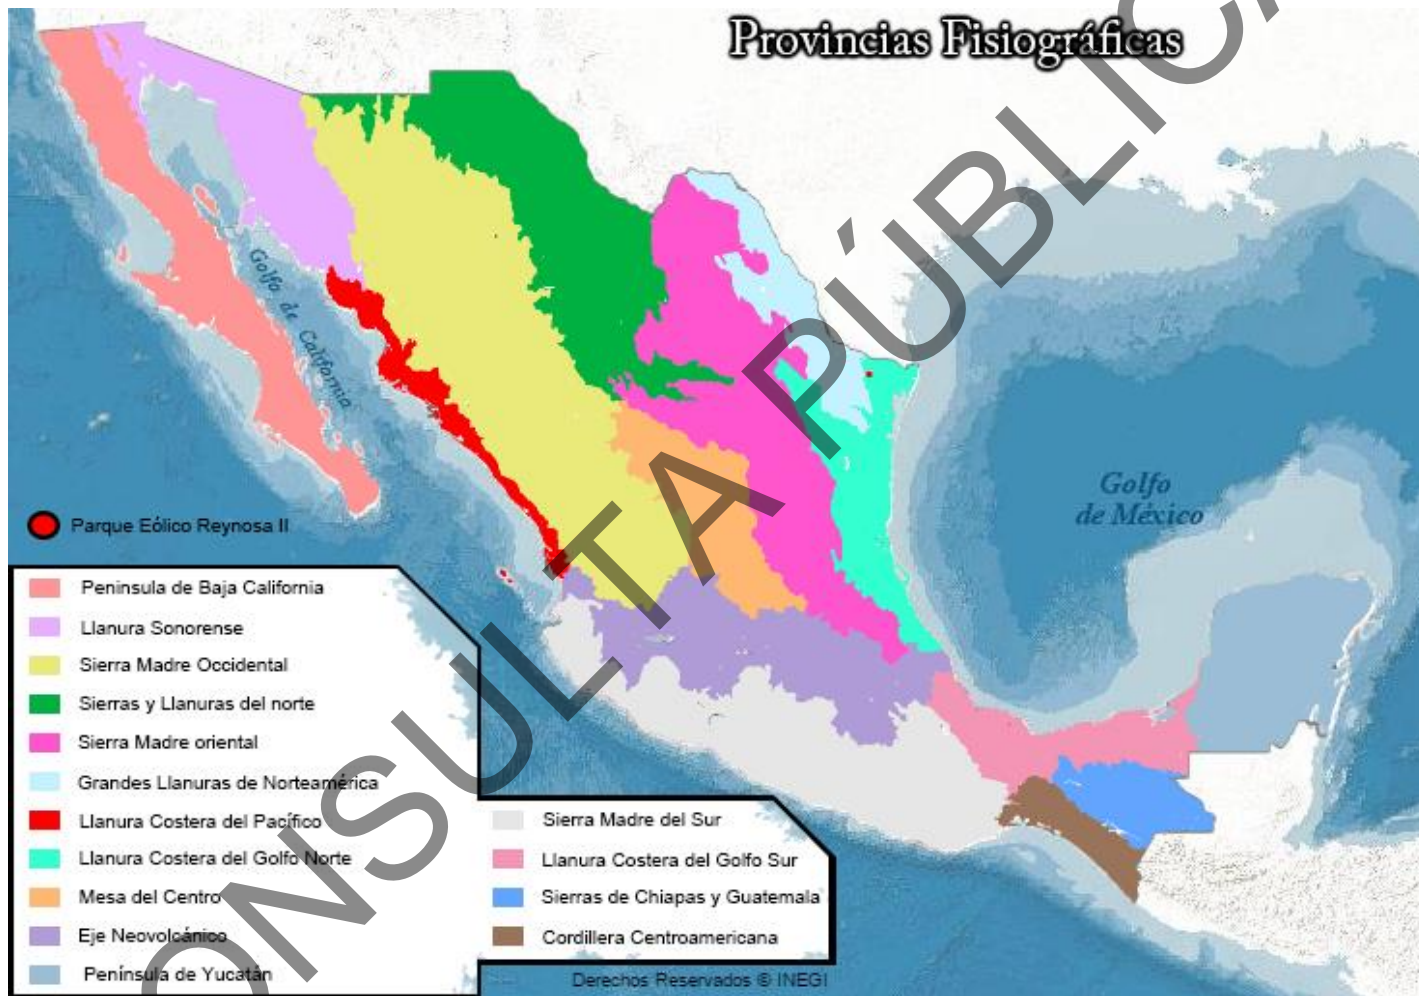 Provincias Fisiográficas
CONSULTA PÚBLICA
Golfo de California
Golfo
de México
Parque Eólico Reynosa II
Peninsula de Baja California
Llanura Sonorense
Sierra Madre Occidental
Sierras y Llanuras del norte
Sierra Madre oriental
Grandes Llanuras de Norteamérica
Llanura Costera del Pacífico
Llanura Costera del Golfo Norte
Mesa del Centro
Eje Neovolcánico
Península de Yucatán
Sierra Madre del Sur
Llanura Costera del Golfo Sur
Sierras de Chiapas y Guatemala
Cordillera Centroamericana
Derechos Reservados © INEGI